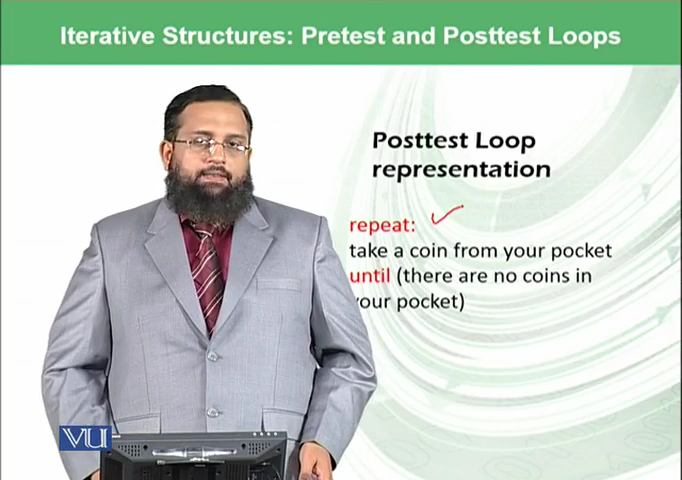 Iterative Structures: Pretest and Posttest Loops
Posttest Loop
representation
repeat:
take a coin from your pocket
until (there are no coins in
your pocket)
VU